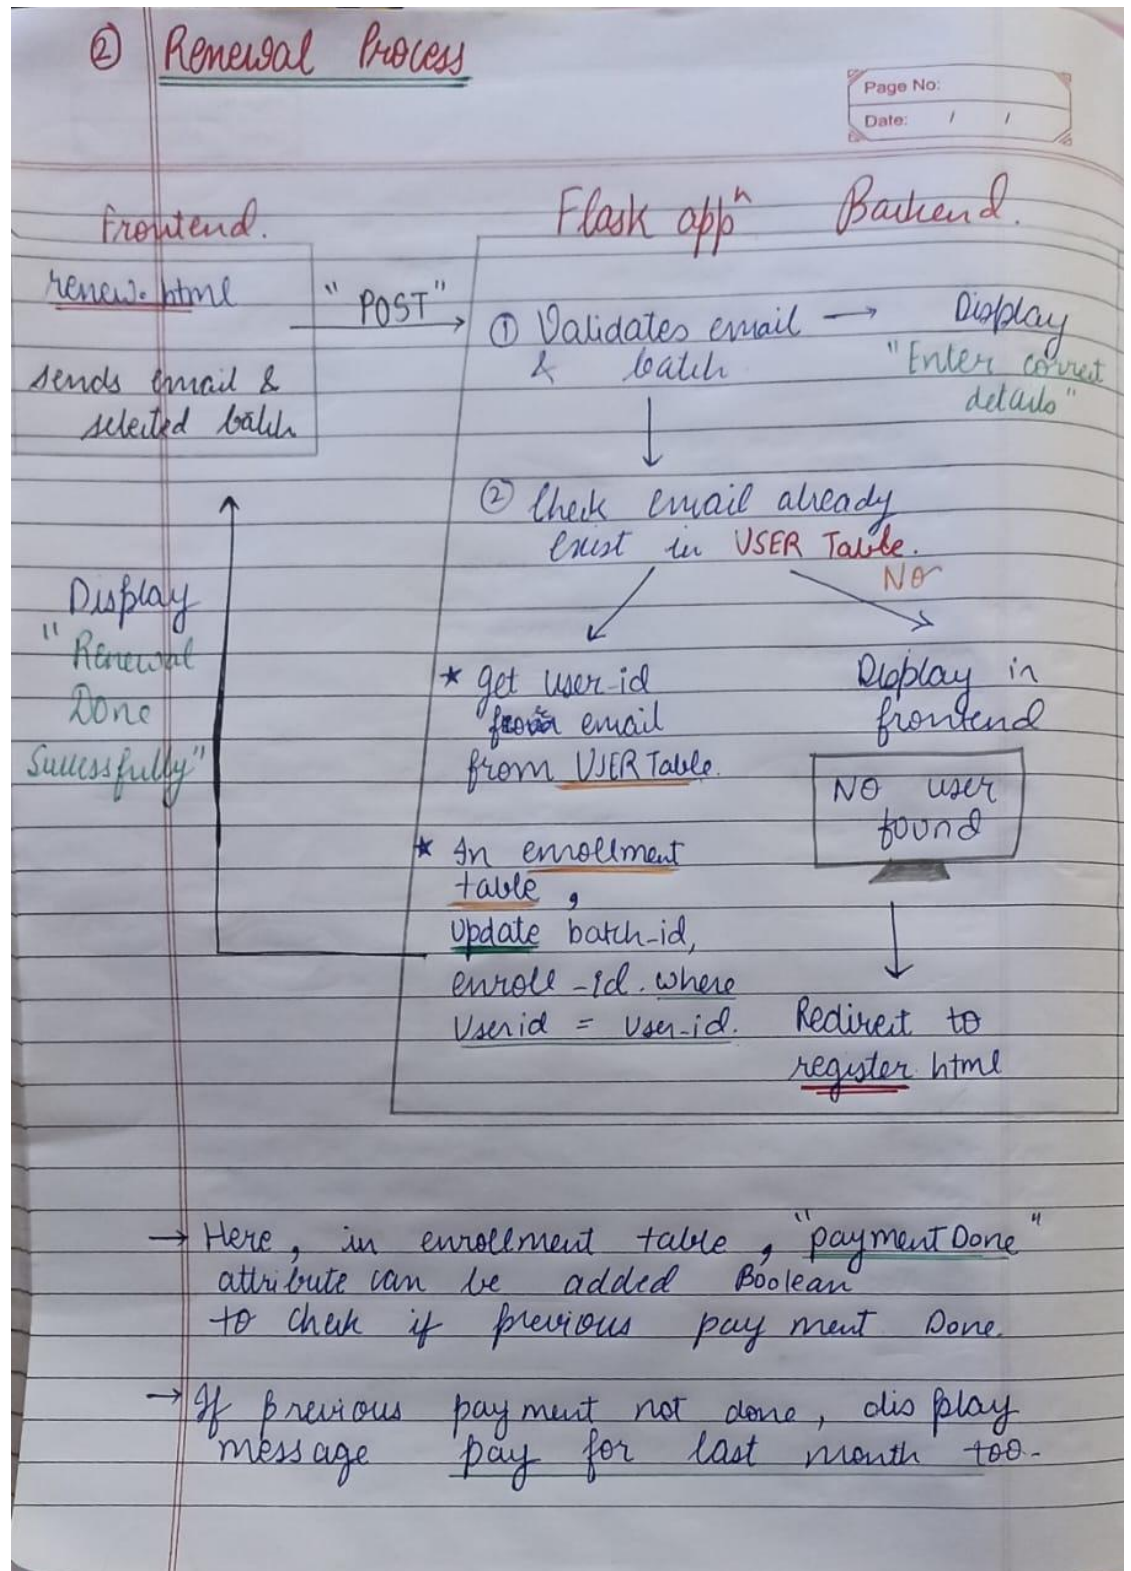 ② Renewal Process
Page No:
Date: / /
Frontend.
Flask appⁿ Backend.
renew.html
sends email &
selected batch
"POST"
① Validates email
& batch
Display
"Enter correct
details"
② Check email already
exist in USER Table.
NO
Display
"Renewal
Done
Successfully"
* get user-id
from email
from USER Table.
Display in
frontend
NO user
found
* In enrollment
table,
Update batch-id,
enroll-id. where
Userid = user-id.
Redirect to
register html
→ Here, in enrollment table, "payment Done"
attribute can be added Boolean
to check if previous payment Done.
→ If previous payment not done, display
message pay for last month too-